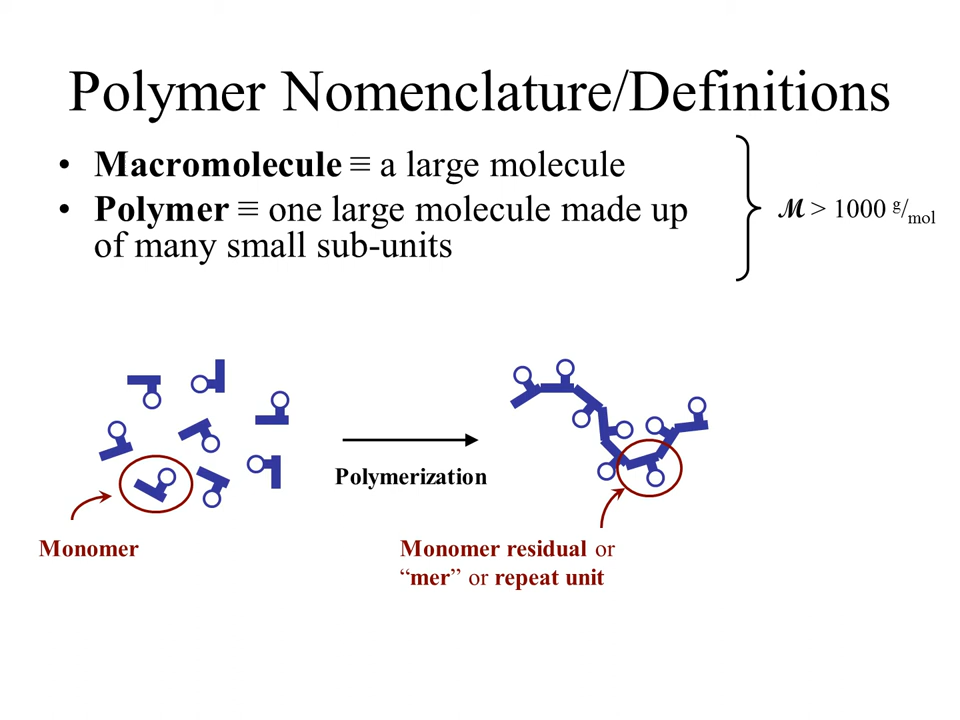 Polymer Nomenclature/Definitions
• Macromolecule ≡ a large molecule
• Polymer ≡ one large molecule made up
of many small sub-units
ℳ > 1000 g/mol
Polymerization
Monomer
Monomer residual or
“mer” or repeat unit